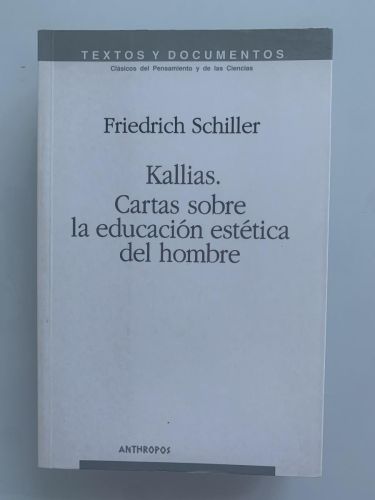 TEXTOS Y DOCUMENTOS
Clásicos del Pensamiento y de las Ciencias
Friedrich Schiller
Kallias.
Cartas sobre
la educación estética
del hombre
ANTHROPOS